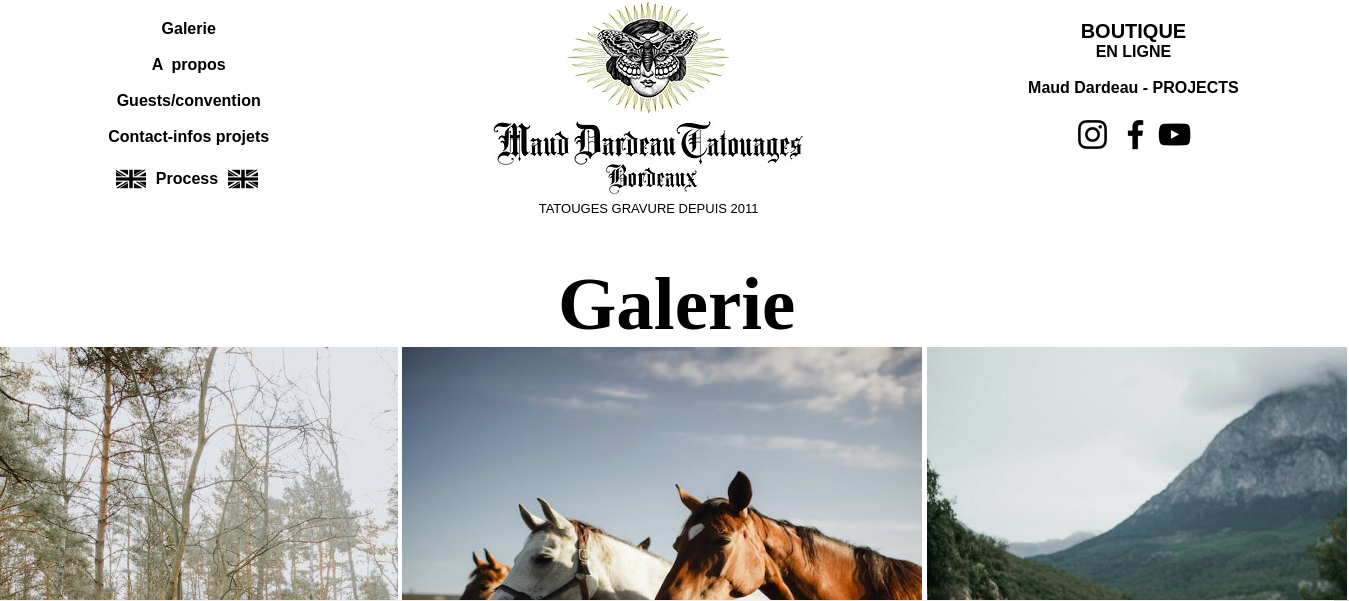 Galerie
A  propos
Guests/convention
Contact-infos projets
Process
Maud Dardeau Tatouages
Bordeaux
TATOUGES GRAVURE DEPUIS 2011
BOUTIQUE
EN LIGNE
Maud Dardeau - PROJECTS
Galerie